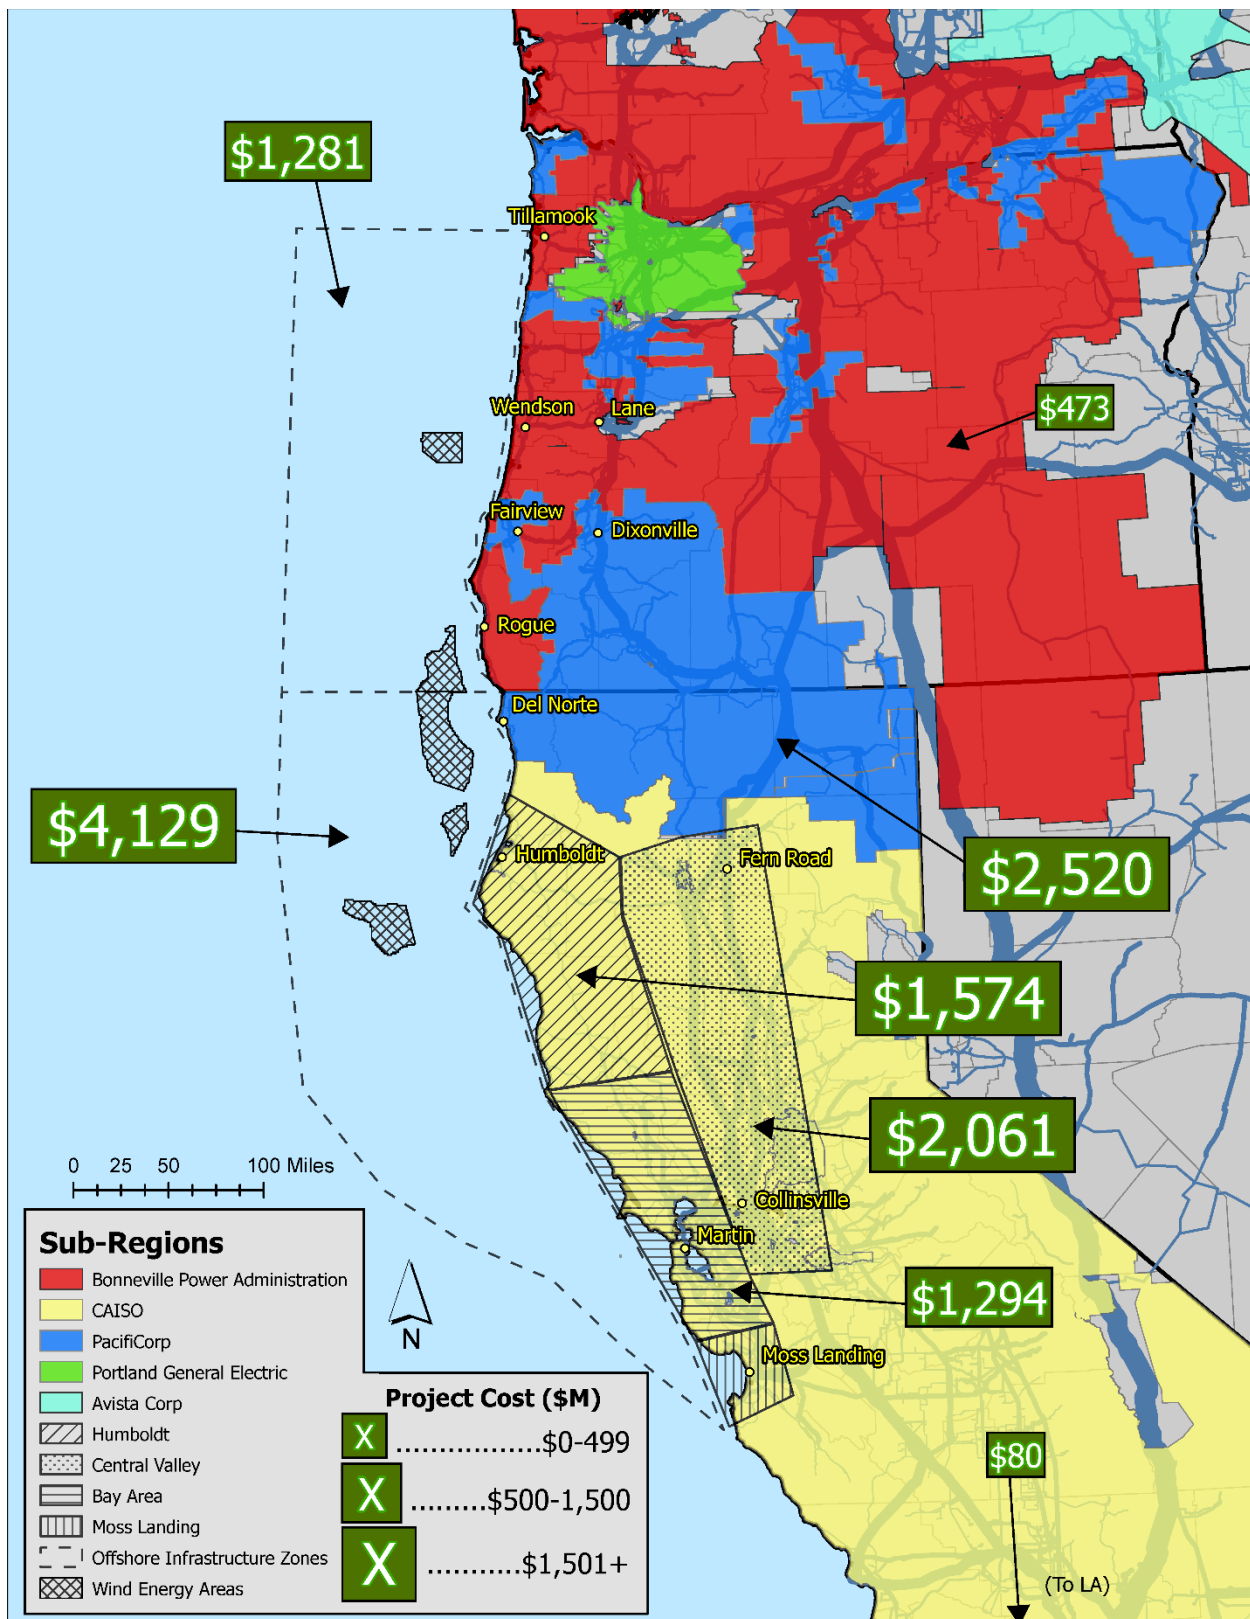 $1,281
Tillamook
Wendson
Lane
$473
Fairview
Dixonville
Rogue
Del Norte
$4,129
Humboldt
Fern Road
$2,520
$1,574
$2,061
0 25 50 100 Miles
Collinsville
Martin
$1,294
Moss Landing
$80
(To LA)
N
Sub-Regions
Bonneville Power Administration
CAISO
PacifiCorp
Portland General Electric
Avista Corp
Humboldt
Central Valley
Bay Area
Moss Landing
Offshore Infrastructure Zones
Wind Energy Areas
Project Cost ($M)
X ..................$0-499
X .........$500-1,500
X ...........$1,501+